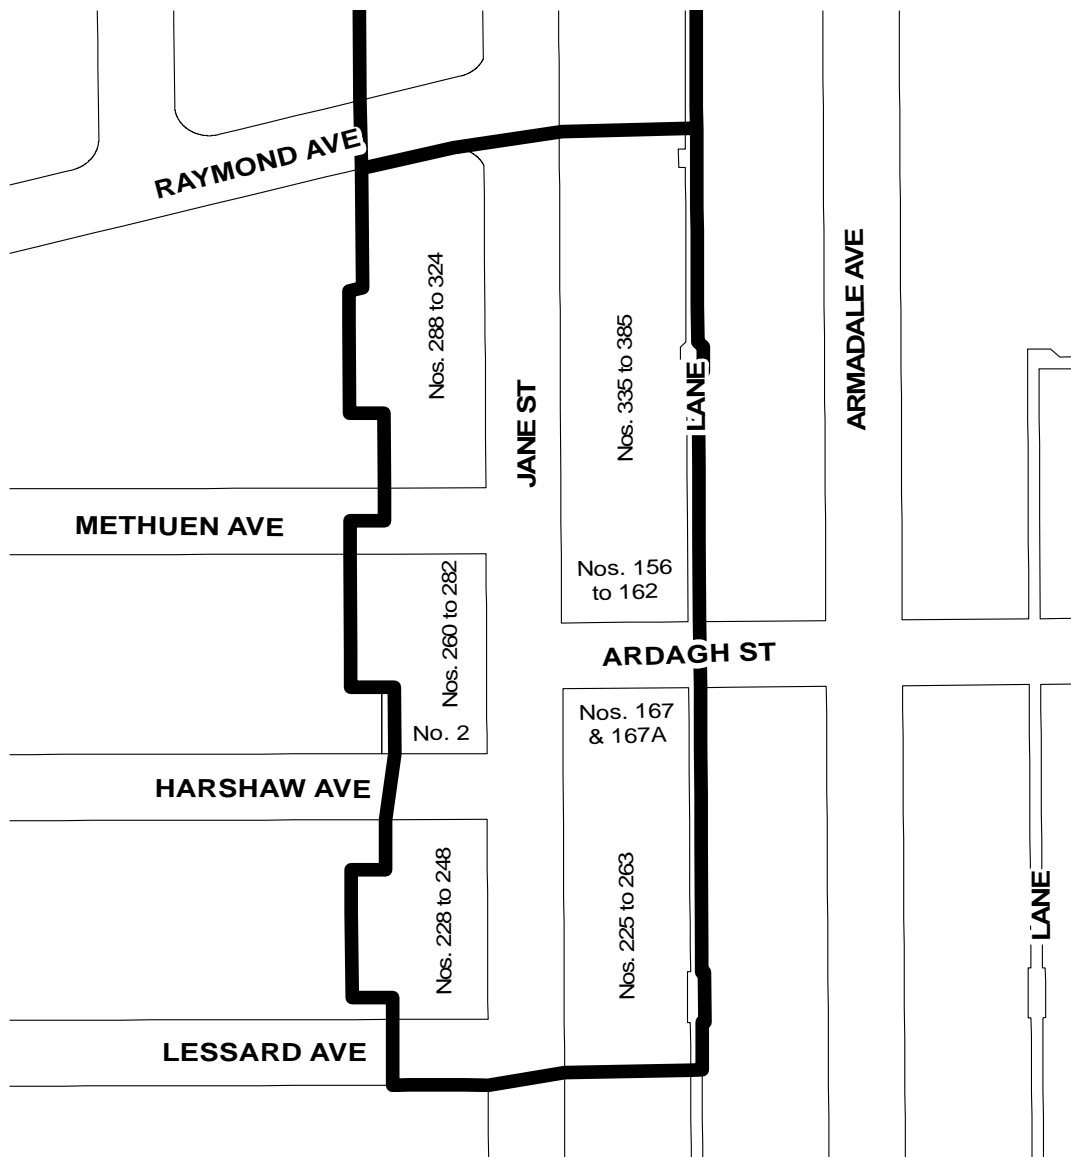 RAYMOND AVE
Nos. 288 to 324
ARMADALE AVE
Nos. 335 to 385
LANE
JANE ST
METHUEN AVE
Nos. 156
to 162
Nos. 260 to 282
ARDAGH ST
No. 2
Nos. 167
& 167A
HARSHAW AVE
Nos. 228 to 248
Nos. 225 to 263
LANE
LESSARD AVE